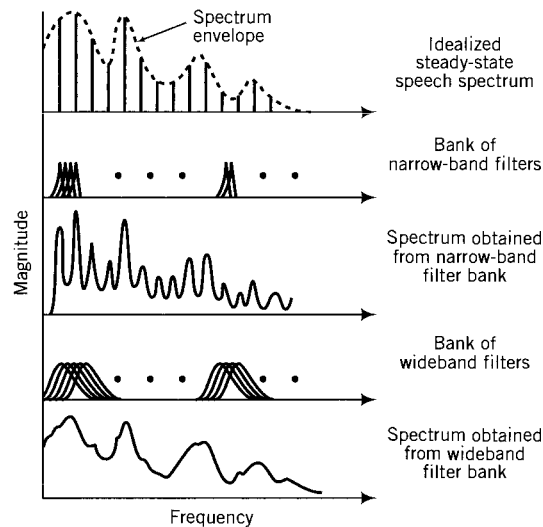 Spectrum
envelope
Idealized
steady-state
speech spectrum
Bank of
narrow-band filters
Spectrum obtained
from narrow-band
filter bank
Bank of
wideband filters
Spectrum obtained
from wideband
filter bank
Magnitude
Frequency